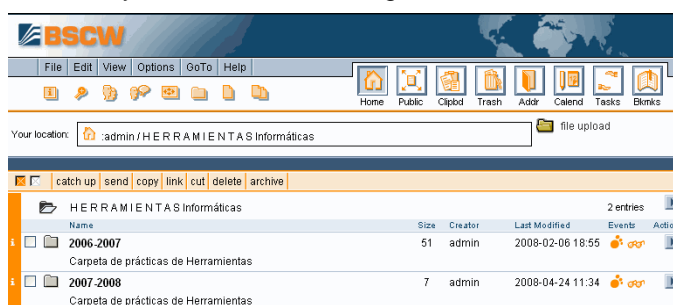 BSCW
File Edit View Options GoTo Help
Home Public Clipbd Trash Addr Calend Tasks Bkmks
Your location: :admin / H E R R A M I E N T A S Informáticas
file upload
catch up send copy link cut delete archive
H E R R A M I E N T A S Informáticas 2 entries
Name Size Creator Last Modified Events Actio
2006-2007 51 admin 2008-02-06 18:55
Carpeta de prácticas de Herramientas
2007-2008 7 admin 2008-04-24 11:34
Carpeta de prácticas de Herramientas